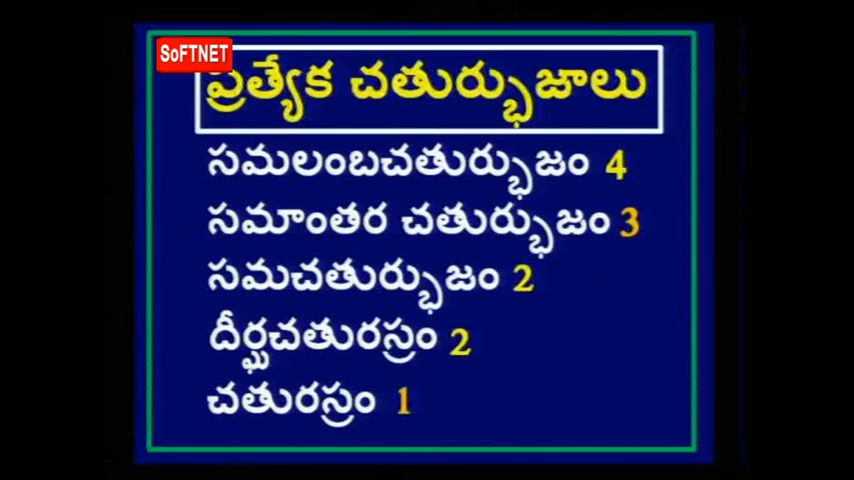 SoFTNET
ప్రత్యేక చతుర్భుజాలు
సమలంబచతుర్భుజం 4
సమాంతర చతుర్భుజం 3
సమచతుర్భుజం 2
దీర్ఘచతురస్రం 2
చతురస్రం 1